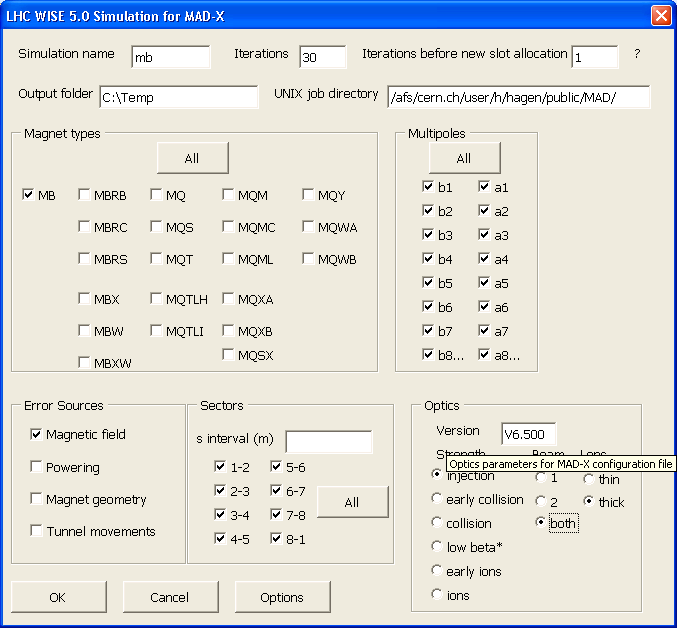 LHC WISE 5.0 Simulation for MAD-X
Simulation name mb Iterations 30 Iterations before new slot allocation 1 ?
Output folder C:\Temp UNIX job directory /afs/cern.ch/user/h/hagen/public/MAD/
Magnet types
All
MB MBRB MQ MQM MQY
MBRC MQS MQMC MQWA
MBRS MQT MQML MQWB
MBX MQTLH MQXA
MBW MQTLI MQXB
MBXW MQSX
Multipoles
All
b1 a1
b2 a2
b3 a3
b4 a4
b5 a5
b6 a6
b7 a7
b8... a8...
Error Sources
Magnetic field
Powering
Magnet geometry
Tunnel movements
Sectors
s interval (m)
1-2 5-6
2-3 6-7
3-4 7-8
4-5 8-1
All
Optics
Version V6.500
Strength Beam Lens
Optics parameters for MAD-X configuration file
injection 1 thin
early collision 2 thick
collision both
low beta*
early ions
ions
OK Cancel Options